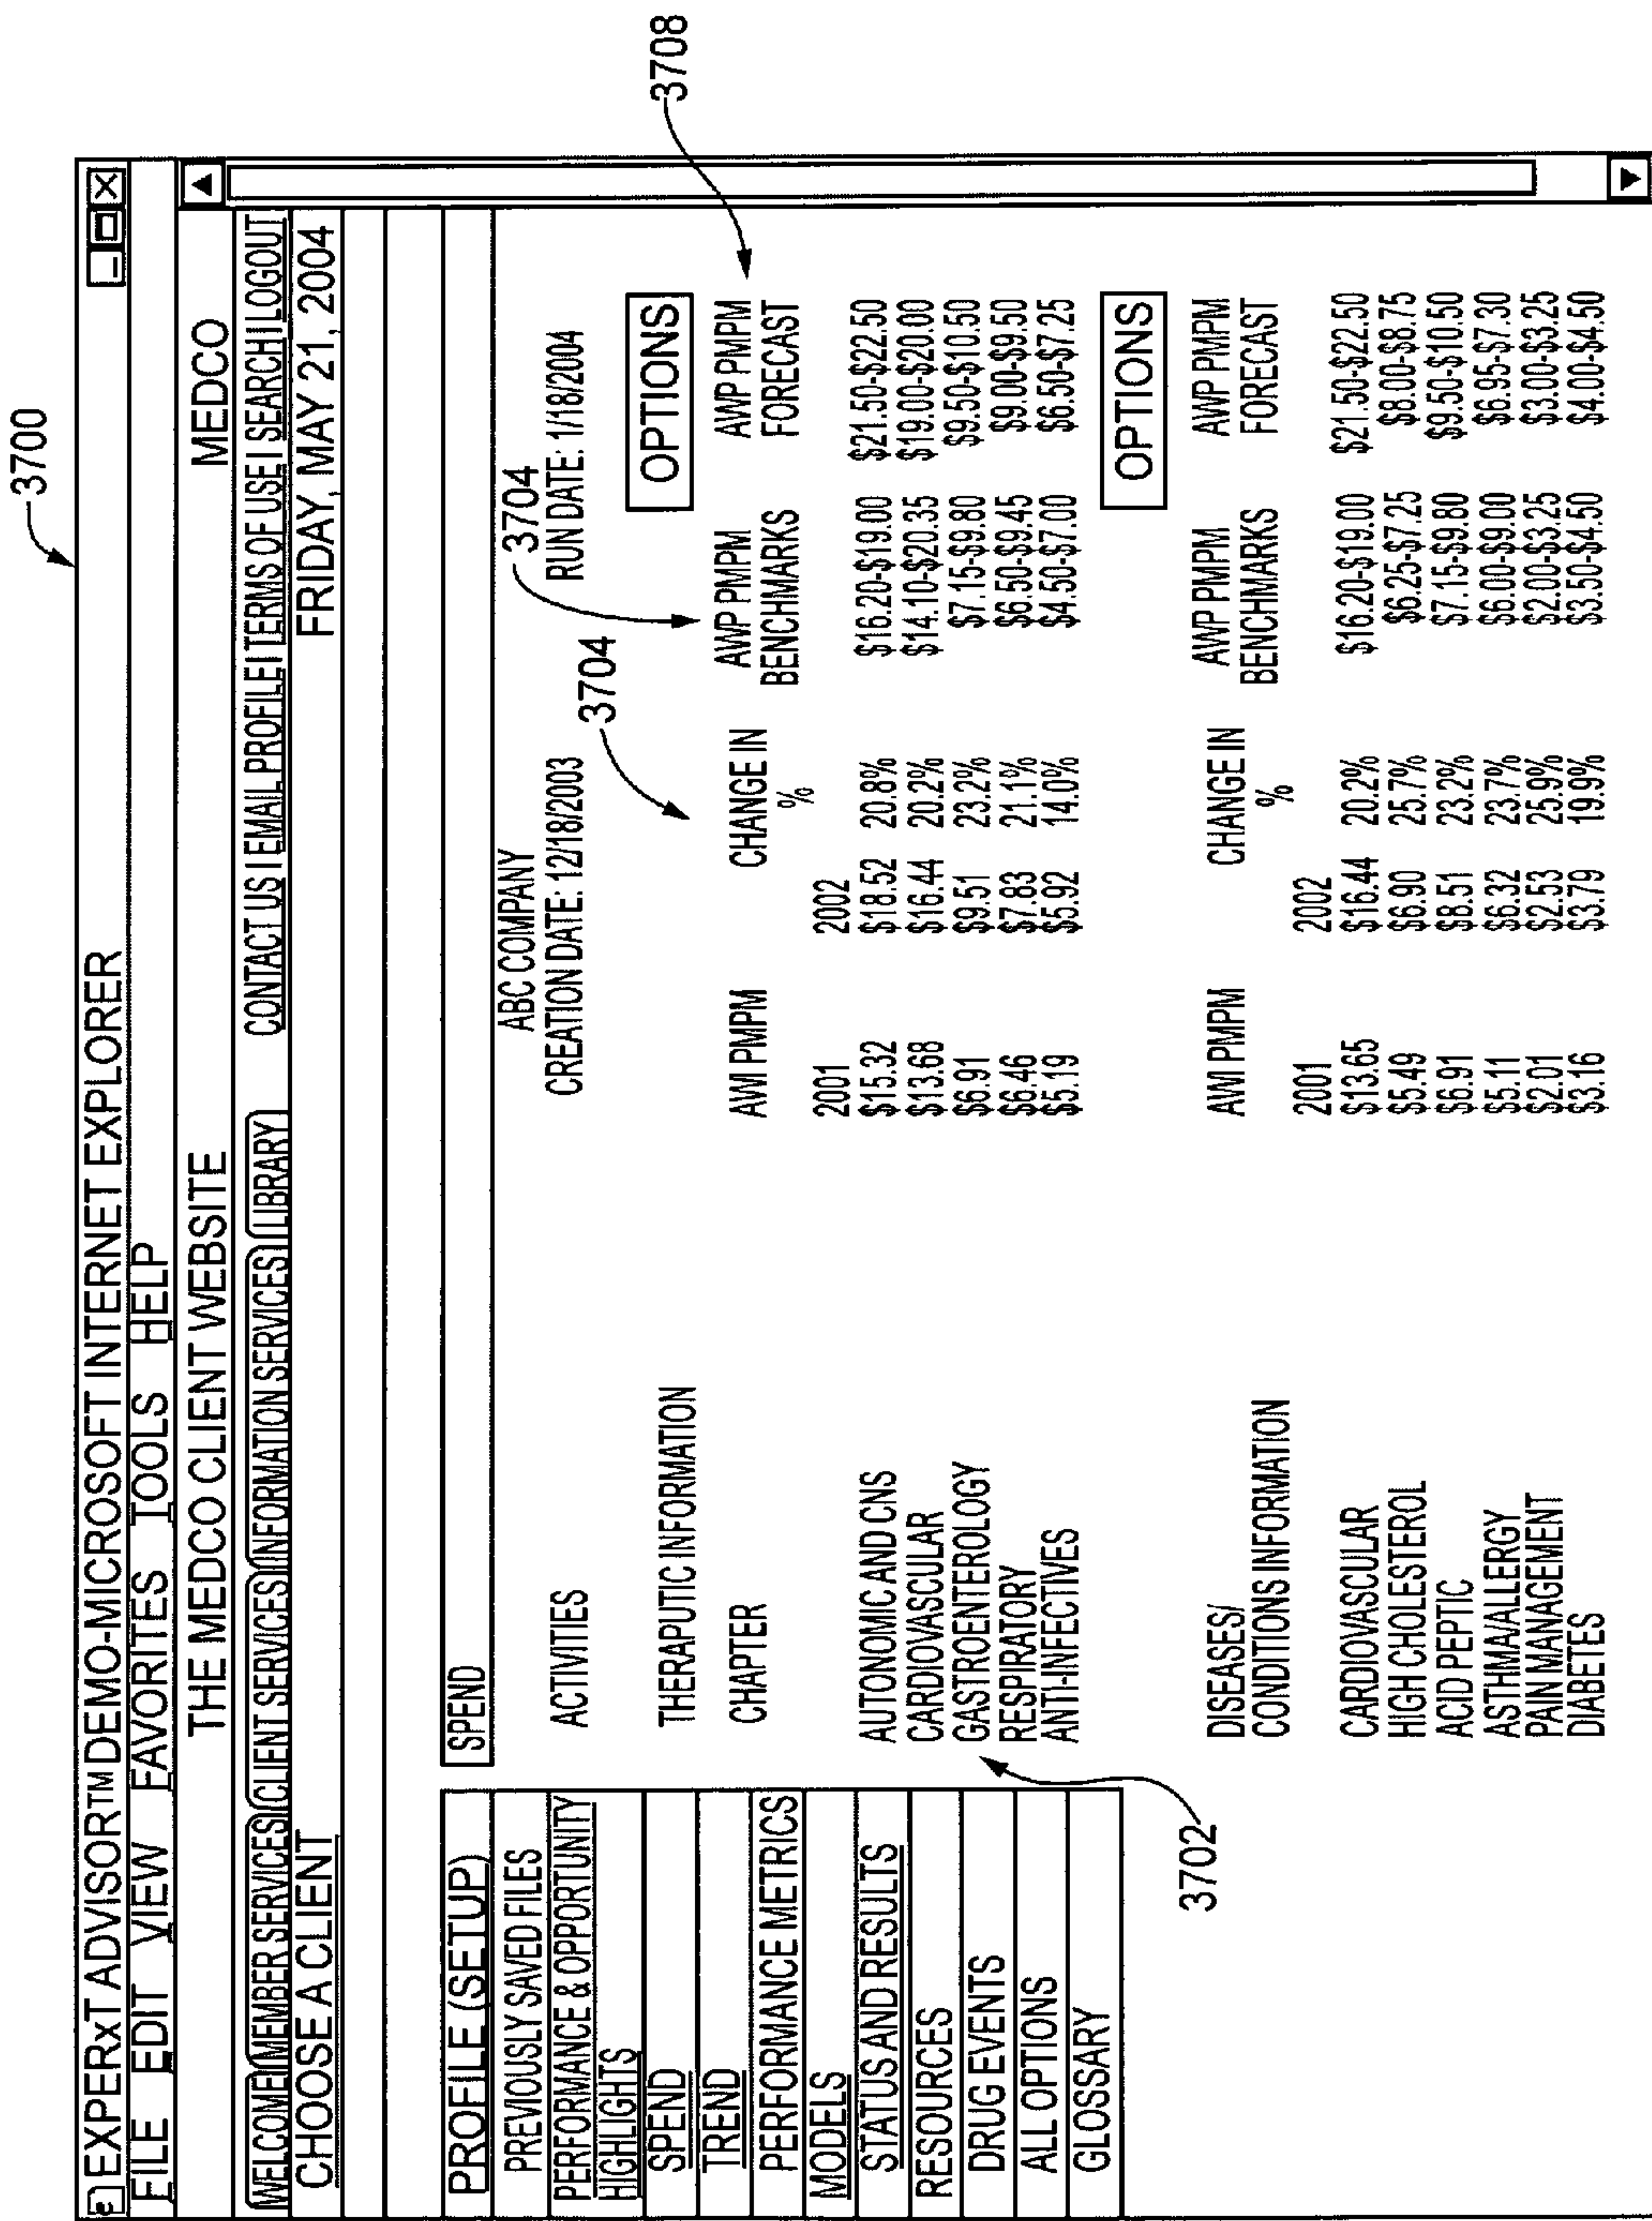 3700
EXPERxT ADVISOR™ DEMO-MICROSOFT INTERNET EXPLORER
FILE EDIT VIEW FAVORITES TOOLS HELP
THE MEDCO CLIENT WEBSITE MEDCO
WELCOME MEMBER SERVICES CLIENT SERVICES INFORMATION SERVICES LIBRARY CONTACT US | EMAIL PROFILE | TERMS OF USE | SEARCH | LOGOUT
CHOOSE A CLIENT FRIDAY, MAY 21, 2004
PROFILE (SETUP)
PREVIOUSLY SAVED FILES
PERFORMANCE & OPPORTUNITY
HIGHLIGHTS
SPEND
TREND
PERFORMANCE METRICS
MODELS
STATUS AND RESULTS
RESOURCES
DRUG EVENTS
ALL OPTIONS
GLOSSARY
SPEND
ABC COMPANY
CREATION DATE: 12/18/2003 RUN DATE: 1/18/2004
3704
3704
3708
ACTIVITIES
OPTIONS
THERAPUTIC INFORMATION
CHAPTER AWI PMPM CHANGE IN AWP PMPM AWP PMPM
% BENCHMARKS FORECAST
2001 2002
AUTONOMIC AND CNS $15.32 $18.52 20.8% $16.20-$19.00 $21.50-$22.50
CARDIOVASCULAR $13.68 $16.44 20.2% $14.10-$20.35 $19.00-$20.00
GASTROENTEROLOGY $6.91 $9.51 23.2% $7.15-$9.80 $9.50-$10.50
RESPIRATORY $6.46 $7.83 21.1% $6.50-$9.45 $9.00-$9.50
ANTI-INFECTIVES $5.19 $5.92 14.0% $4.50-$7.00 $6.50-$7.25
3702
OPTIONS
DISEASES/ AWI PMPM CHANGE IN AWP PMPM AWP PMPM
CONDITIONS INFORMATION % BENCHMARKS FORECAST
2001 2002
CARDIOVASCULAR $13.65 $16.44 20.2% $16.20-$19.00 $21.50-$22.50
HIGH CHOLESTEROL $5.49 $6.90 25.7% $6.25-$7.25 $8.00-$8.75
ACID PEPTIC $6.91 $8.51 23.2% $7.15-$9.80 $9.50-$10.50
ASTHMA/ALLERGY $5.11 $6.32 23.7% $6.00-$9.00 $6.95-$7.30
PAIN MANAGEMENT $2.01 $2.53 25.9% $2.00-$3.25 $3.00-$3.25
DIABETES $3.16 $3.79 19.9% $3.50-$4.50 $4.00-$4.50